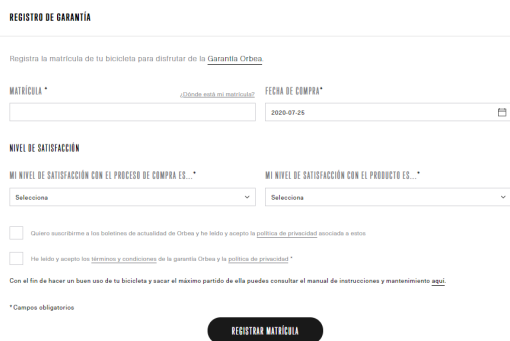 REGISTRO DE GARANTÍA
Registra la matrícula de tu bicicleta para disfrutar de la Garantía Orbea.
MATRÍCULA *
¿Dónde está mi matrícula?
FECHA DE COMPRA*
2020-07-25
NIVEL DE SATISFACCIÓN
MI NIVEL DE SATISFACCIÓN CON EL PROCESO DE COMPRA ES...*
MI NIVEL DE SATISFACCIÓN CON EL PRODUCTO ES...*
Selecciona
Selecciona
Quiero suscribirme a los boletines de actualidad de Orbea y he leído y acepto la política de privacidad asociada a estos
He leído y acepto los términos y condiciones de la garantía Orbea y la política de privacidad *
Con el fin de hacer un buen uso de tu bicicleta y sacar el máximo partido de ella puedes consultar el manual de instrucciones y mantenimiento aquí.
* Campos obligatorios
REGISTRAR MATRÍCULA